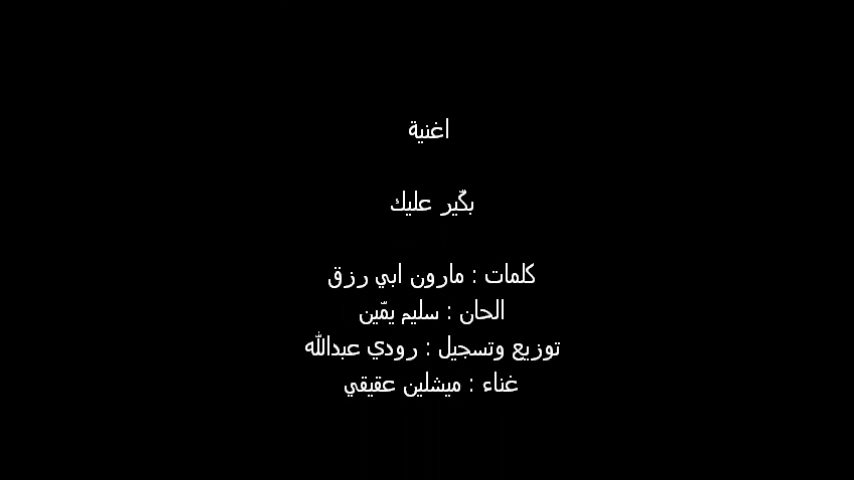 اغنية
بكّير عليك
كلمات : مارون ابي رزق
الحان : سليم يمّين
توزيع وتسجيل : رودي عبدالله
غناء : ميشلين عقيقي